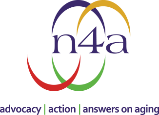 n4a
advocacy | action | answers on aging